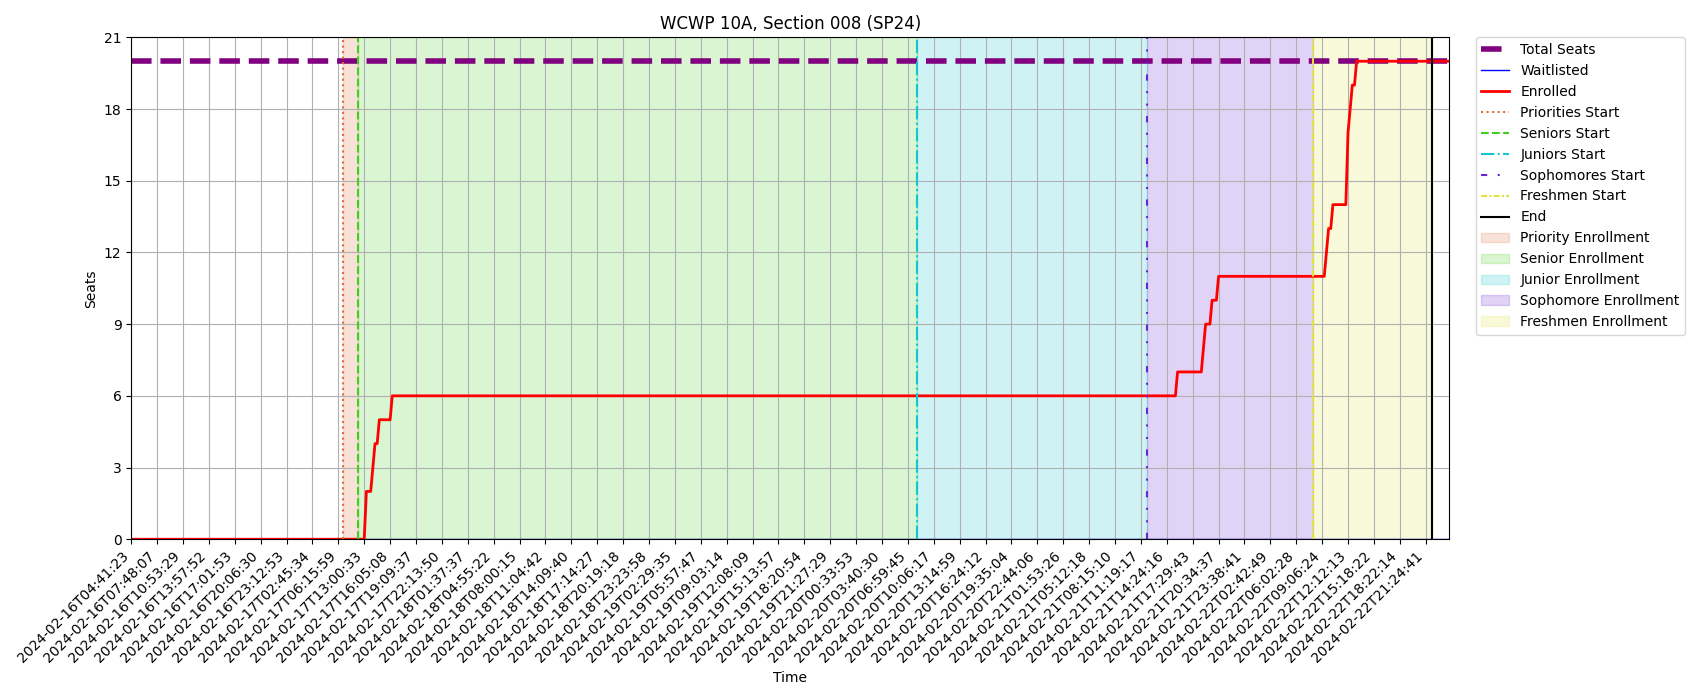 WCWP 10A, Section 008 (SP24)
21
18
15
12
9
6
3
0
Seats
2024-02-16T04:41:23
2024-02-16T07:48:07
2024-02-16T10:53:29
2024-02-16T13:57:52
2024-02-16T17:01:53
2024-02-16T20:06:30
2024-02-16T23:12:53
2024-02-17T02:45:34
2024-02-17T06:15:59
2024-02-17T13:00:33
2024-02-17T16:05:08
2024-02-17T19:09:37
2024-02-17T22:13:50
2024-02-18T01:37:37
2024-02-18T04:55:22
2024-02-18T08:00:15
2024-02-18T11:04:42
2024-02-18T14:09:40
2024-02-18T17:14:27
2024-02-18T20:19:18
2024-02-18T23:23:58
2024-02-19T02:29:35
2024-02-19T05:57:47
2024-02-19T09:03:14
2024-02-19T12:08:09
2024-02-19T15:13:57
2024-02-19T18:20:54
2024-02-19T21:27:29
2024-02-20T00:33:53
2024-02-20T03:40:30
2024-02-20T06:59:45
2024-02-20T10:06:17
2024-02-20T13:14:59
2024-02-20T16:24:12
2024-02-20T19:35:04
2024-02-20T22:44:06
2024-02-21T01:53:26
2024-02-21T05:12:18
2024-02-21T08:15:10
2024-02-21T11:19:17
2024-02-21T14:24:16
2024-02-21T17:29:43
2024-02-21T20:34:37
2024-02-21T23:38:41
2024-02-22T02:42:49
2024-02-22T06:02:28
2024-02-22T09:06:24
2024-02-22T12:12:13
2024-02-22T15:18:22
2024-02-22T18:22:14
2024-02-22T21:24:41
Time
Total Seats
Waitlisted
Enrolled
Priorities Start
Seniors Start
Juniors Start
Sophomores Start
Freshmen Start
End
Priority Enrollment
Senior Enrollment
Junior Enrollment
Sophomore Enrollment
Freshmen Enrollment